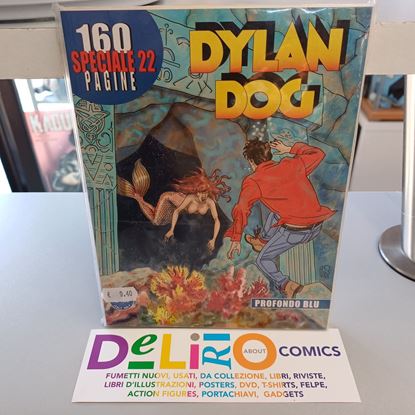 160
SPECIALE 22
PAGINE
DYLAN
DOG
PROFONDO BLU
DeLiRiO ABOUT COMICS
FUMETTI NUOVI, USATI, DA COLLEZIONE, LIBRI, RIVISTE,
LIBRI D'ILLUSTRAZIONI, POSTERS, DVD, T-SHIRTS, FELPE,
ACTION FIGURES, PORTACHIAVI, GADGETS